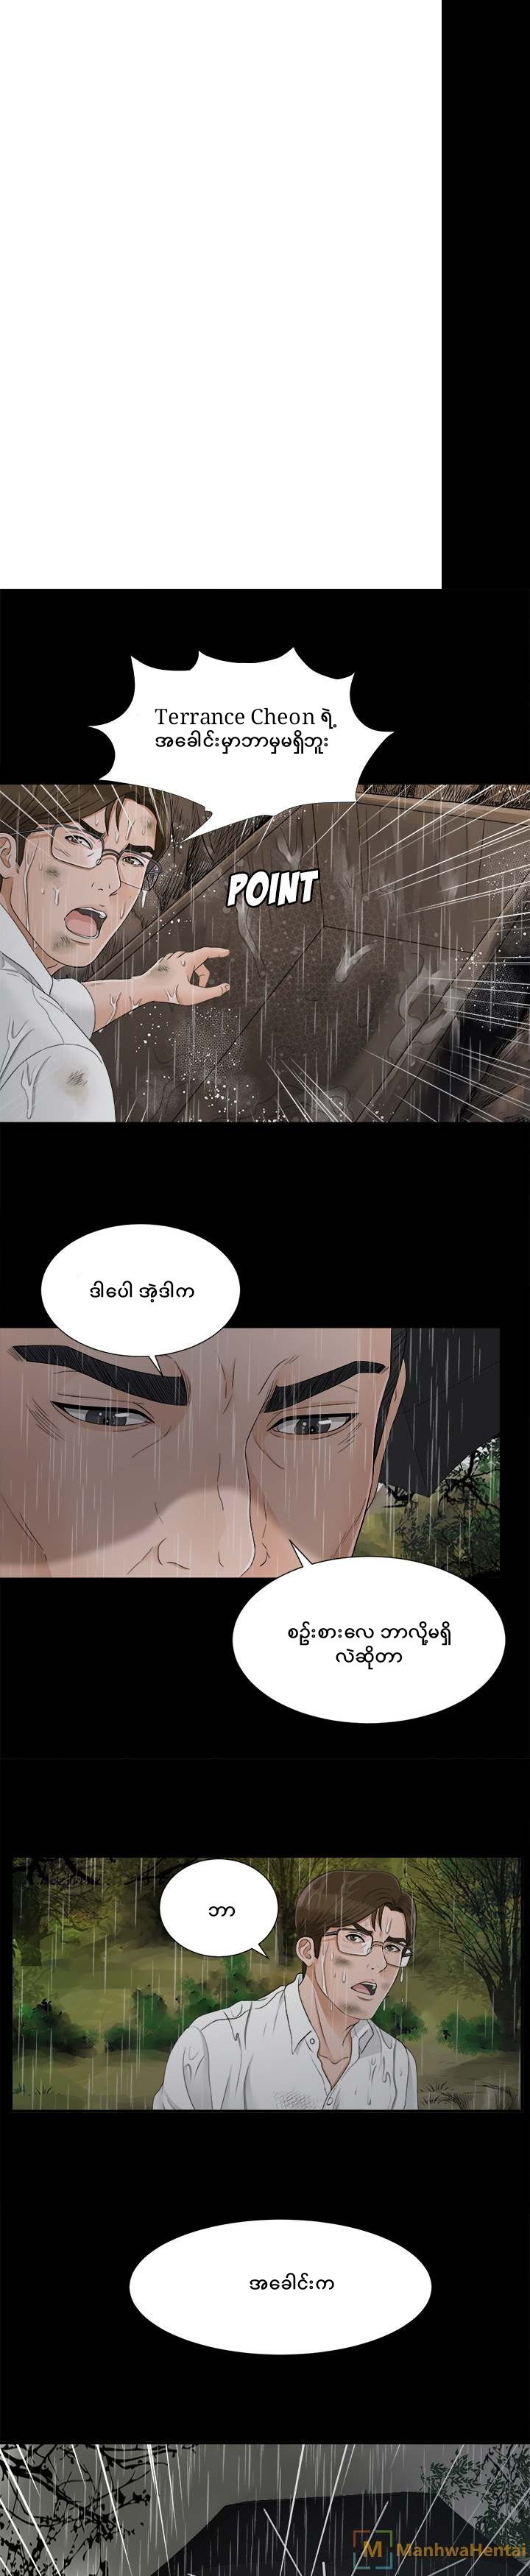 Terrance Cheon ရဲ့
အခေါင်းမှာဘာမှမရှိဘူး
POINT
ဒါပေါ့ အဲ့ဒါက
စဉ်းစားလေ ဘာလို့မရှိ
လဲဆိုတာ
ဘာ
အခေါင်းက
M ManhwaHentai